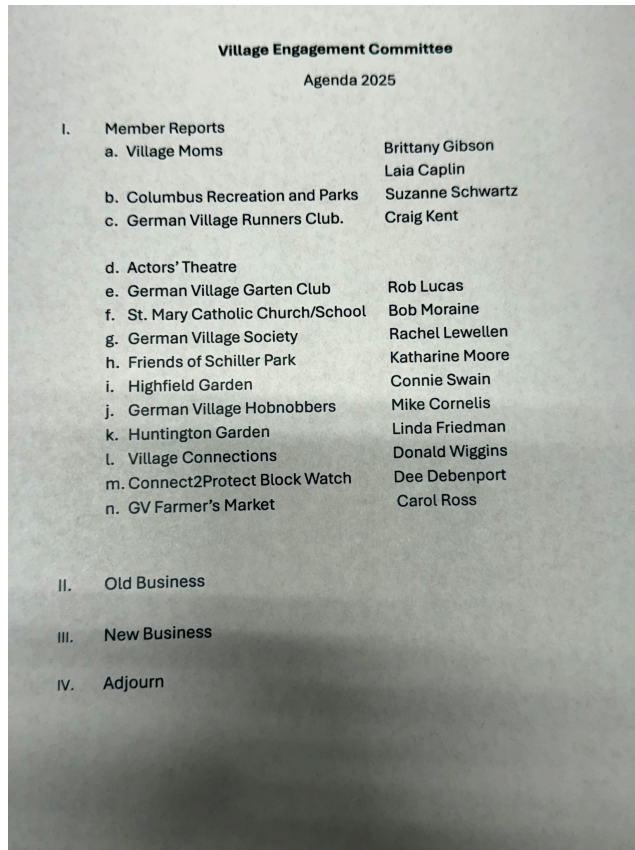 Village Engagement Committee
Agenda 2025
I. Member Reports
a. Village Moms Brittany Gibson
Laia Caplin
b. Columbus Recreation and Parks Suzanne Schwartz
c. German Village Runners Club. Craig Kent
d. Actors' Theatre
e. German Village Garten Club Rob Lucas
f. St. Mary Catholic Church/School Bob Moraine
g. German Village Society Rachel Lewellen
h. Friends of Schiller Park Katharine Moore
i. Highfield Garden Connie Swain
j. German Village Hobnobbers Mike Cornelis
k. Huntington Garden Linda Friedman
l. Village Connections Donald Wiggins
m. Connect2Protect Block Watch Dee Debenport
n. GV Farmer's Market Carol Ross
II. Old Business
III. New Business
IV. Adjourn